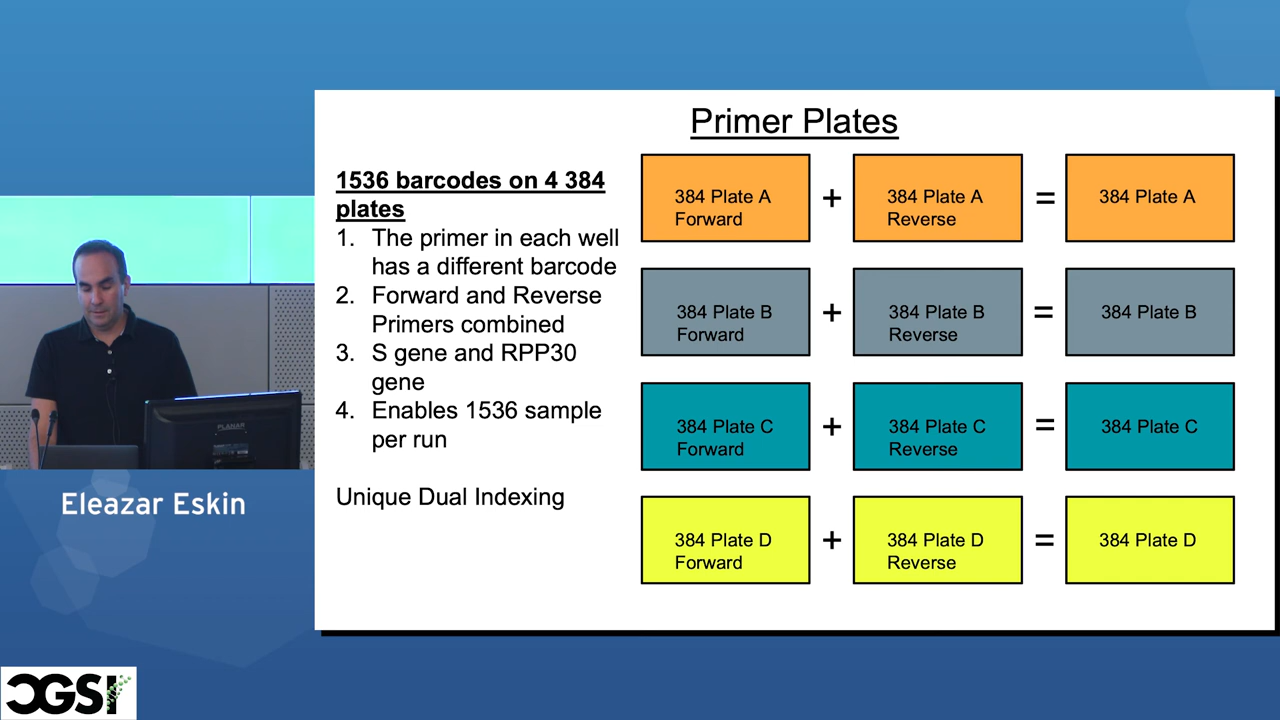 Primer Plates
1536 barcodes on 4 384
plates
1. The primer in each well
has a different barcode
2. Forward and Reverse
Primers combined
3. S gene and RPP30
gene
4. Enables 1536 sample
per run
Unique Dual Indexing
384 Plate A
Forward
+
384 Plate A
Reverse
=
384 Plate A
384 Plate B
Forward
+
384 Plate B
Reverse
=
384 Plate B
384 Plate C
Forward
+
384 Plate C
Reverse
=
384 Plate C
384 Plate D
Forward
+
384 Plate D
Reverse
=
384 Plate D
PLANAR
Eleazar Eskin
CGSI